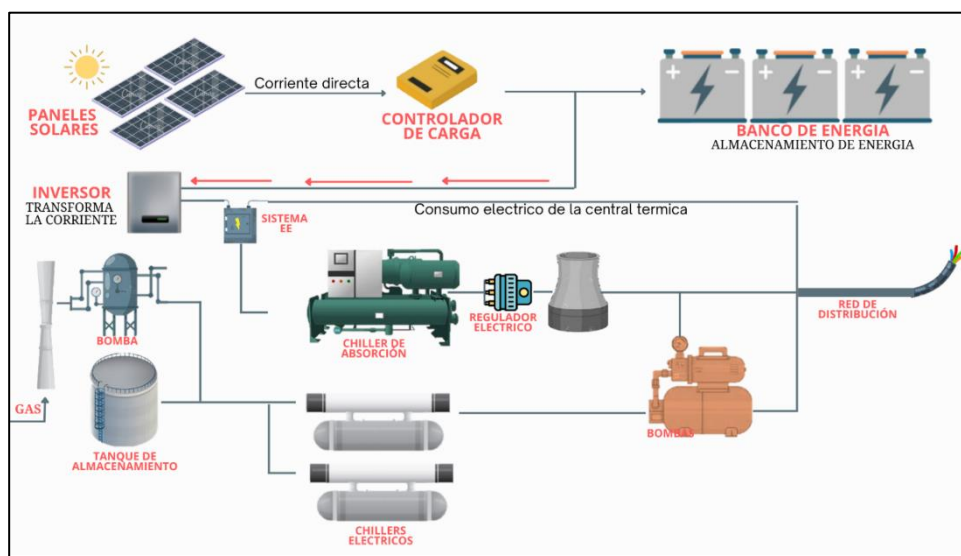 Corriente directa
PANELES
SOLARES
CONTROLADOR
DE CARGA
BANCO DE ENERGIA
ALMACENAMIENTO DE ENERGIA
INVERSOR
TRANSFORMA
LA CORRIENTE
SISTEMA
EE
Consumo electrico de la central termica
BOMBA
CHILLER DE
ABSORCIÓN
REGULADOR
ELECTRICO
RED DE
DISTRIBUCIÓN
GAS
TANQUE DE
ALMACENAMIENTO
BOMBAS
CHILLERS
ELECTRICOS